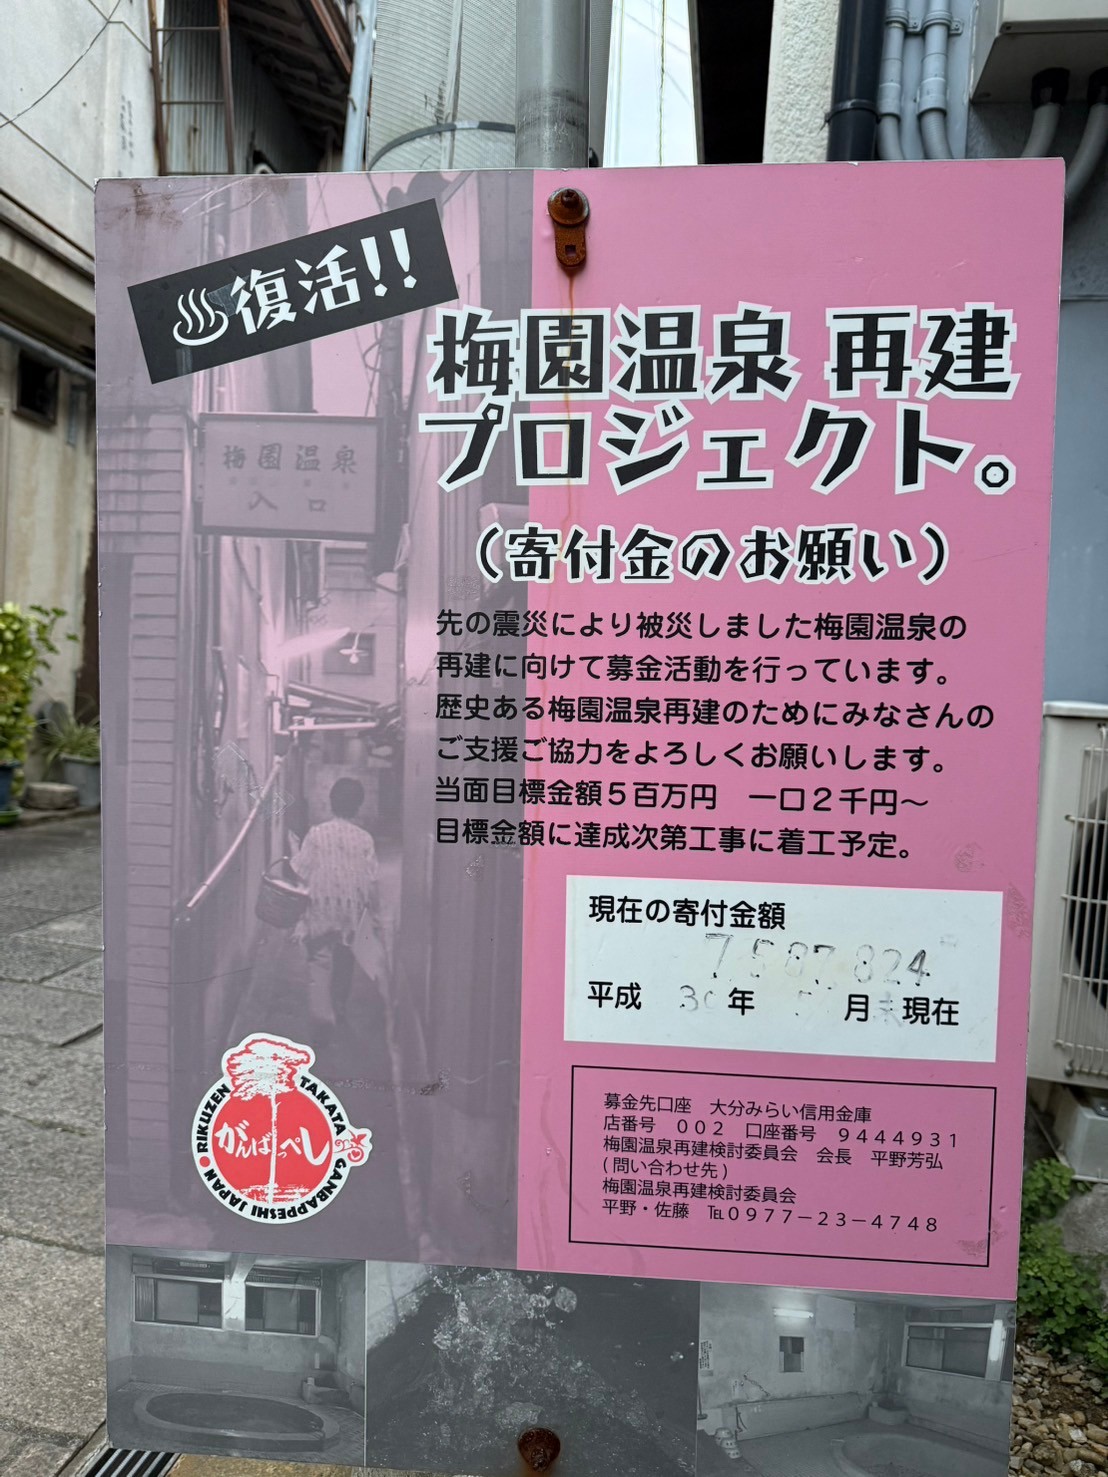 ♨復活!!
梅園温泉 再建
プロジェクト。
(寄付金のお願い)
梅園温泉
入口
先の震災により被災しました梅園温泉の
再建に向けて募金活動を行っています。
歴史ある梅園温泉再建のためにみなさんの
ご支援ご協力をよろしくお願いします。
当面目標金額5百万円 一口2千円〜
目標金額に達成次第工事に着工予定。
現在の寄付金額
7,587,824
平成 30年 月末現在
募金先口座 大分みらい信用金庫
店番号 002 口座番号 9444931
梅園温泉再建検討委員会 会長 平野芳弘
(問い合わせ先)
梅園温泉再建検討委員会
平野・佐藤 ℡0977-23-4748
RIKUZEN TAKATA
がんばっぺし
GANBAPPESHI JAPAN